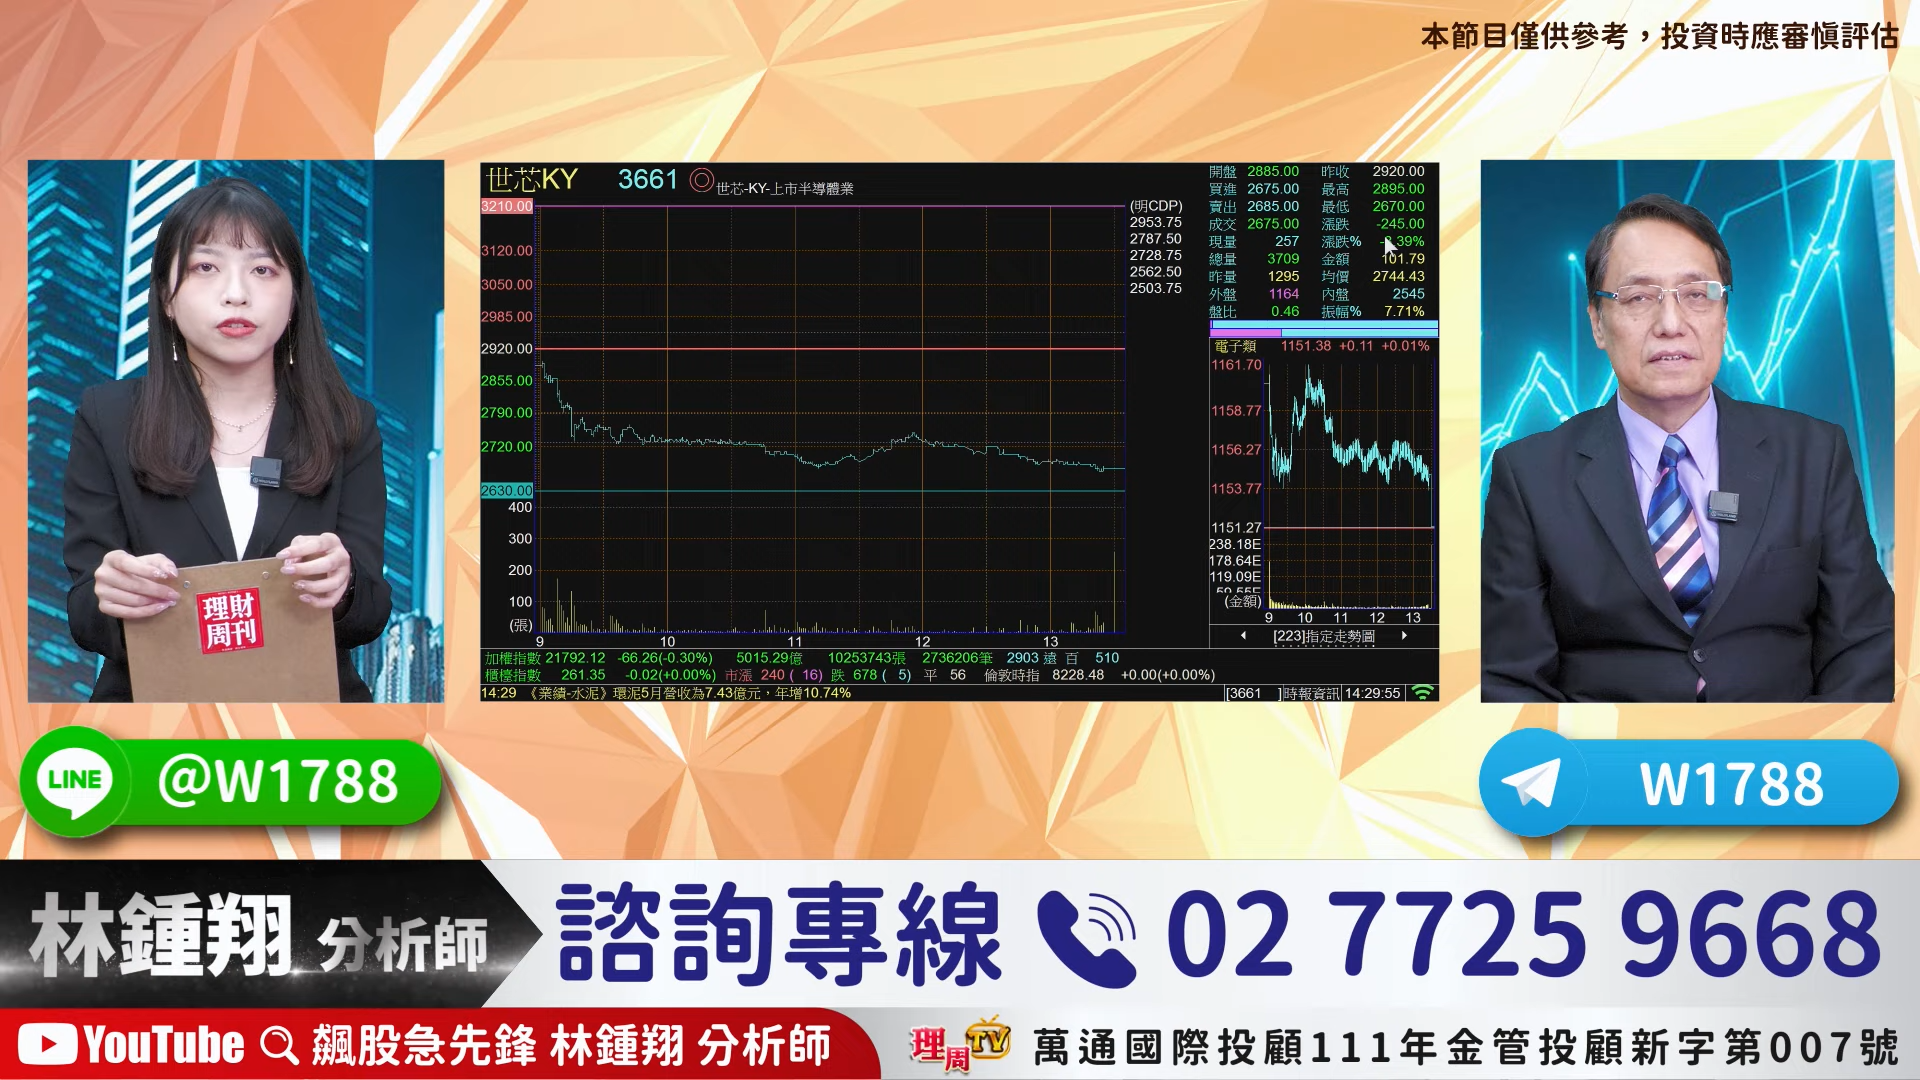 本節目僅供參考，投資時應審慎評估
世芯KY 3661 世芯-KY-上市半導體業
3210.00
3120.00
3050.00
2985.00
2920.00
2855.00
2790.00
2720.00
2630.00
400
300
200
100
(張)
9 10 11 12 13
(明CDP)
2953.75
2787.50
2728.75
2562.50
2503.75
開盤 2885.00 昨收 2920.00
買進 2675.00 最高 2895.00
賣出 2685.00 最低 2670.00
成交 2675.00 漲跌 -245.00
現量 257 漲跌% 39%
總量 3709 金額 101.79
昨量 1295 均價 2744.43
外盤 1164 內盤 2545
盤比 0.46 振幅% 7.71%
電子類 1151.38 +0.11 +0.01%
1161.70
1158.77
1156.27
1153.77
1151.27
238.18E
178.64E
119.09E
(金額)
9 10 11 12 13
[223]指定走勢圖
加權指數 21792.12 -66.26(-0.30%) 5015.29億 10253743張 2736206筆 2903 遠 百 510
櫃檯指數 261.35 -0.02(+0.00%) 市漲 240 ( 16) 跌 678 ( 5) 平 56 倫敦時指 8228.48 +0.00(+0.00%)
14:29 《業績-水泥》環泥5月營收為7.43億元，年增10.74% [3661 ]時報資訊 14:29:55
理財
周刊
LINE @W1788
W1788
林鍾翔 分析師
諮詢專線 02 7725 9668
YouTube 飆股急先鋒 林鍾翔 分析師
理周TV 萬通國際投顧111年金管投顧新字第007號